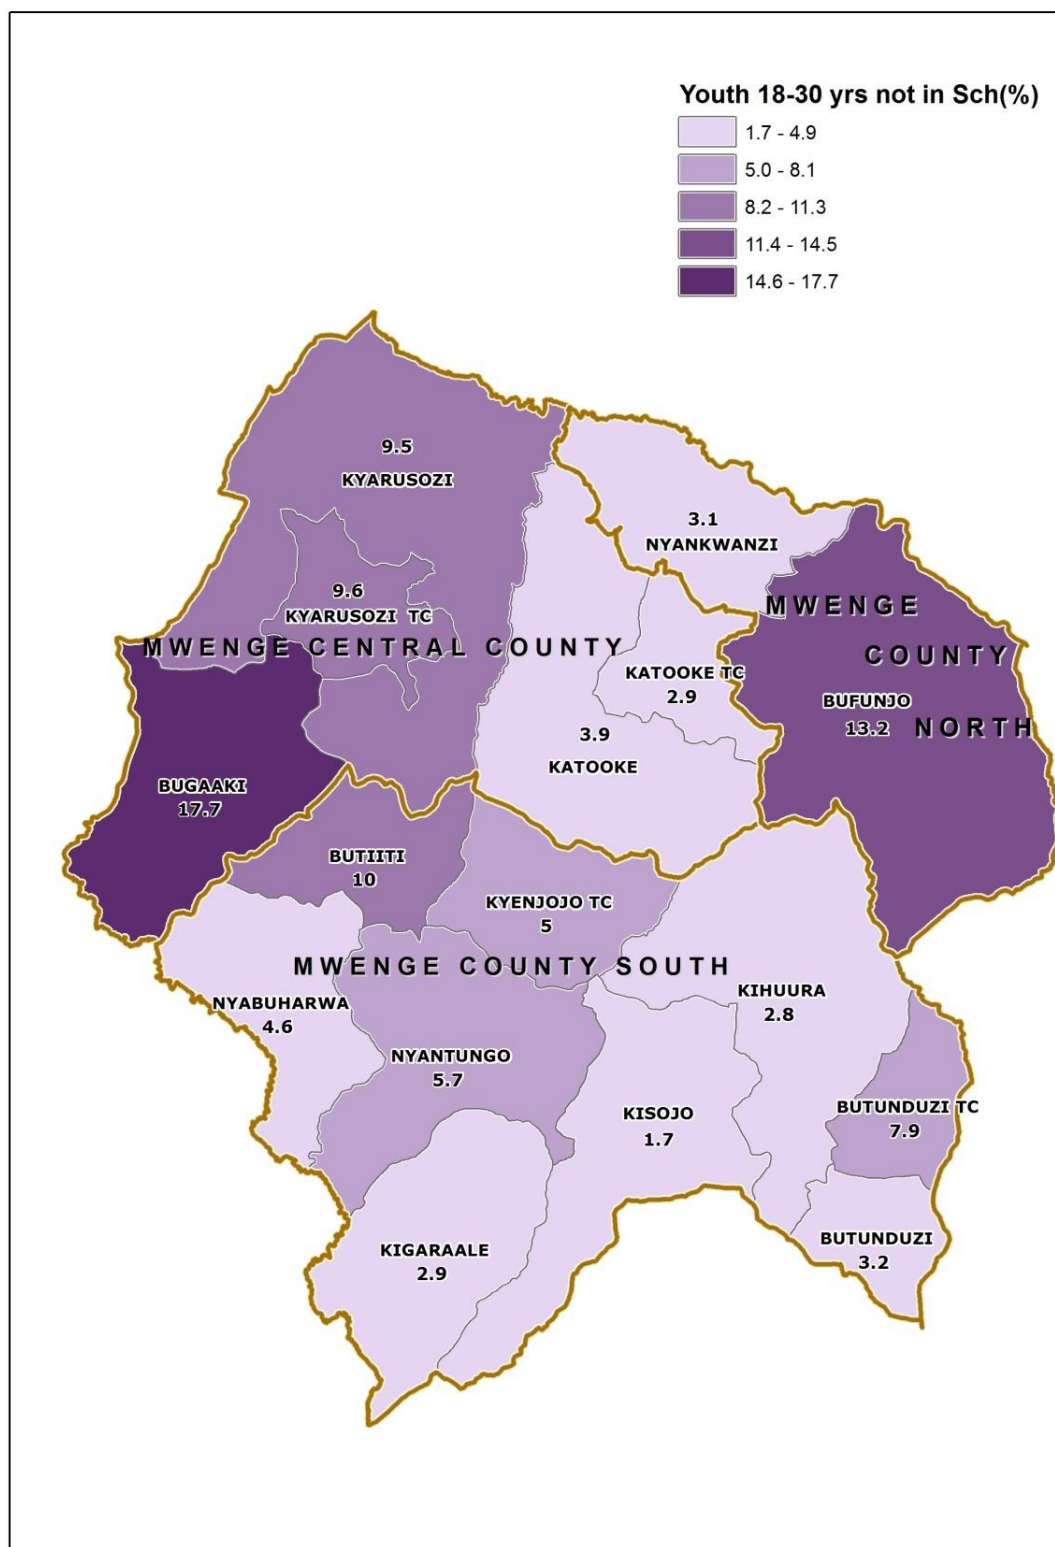 Youth 18-30 yrs not in Sch(%)
1.7 - 4.9
5.0 - 8.1
8.2 - 11.3
11.4 - 14.5
14.6 - 17.7
9.5
KYARUSOZI
3.1
NYANKWANZI
9.6
KYARUSOZI TC
MWENGE
COUNTY
NORTH
MWENGE CENTRAL COUNTY
KATOOKE TC
2.9
BUFUNJO
13.2
3.9
KATOOKE
BUGAAKI
17.7
BUTIITI
10
KYENJOJO TC
5
MWENGE COUNTY SOUTH
NYABUHARWA
4.6
KIHUURA
2.8
NYANTUNGO
5.7
KISOJO
1.7
BUTUNDUZI TC
7.9
KIGARAALE
2.9
BUTUNDUZI
3.2